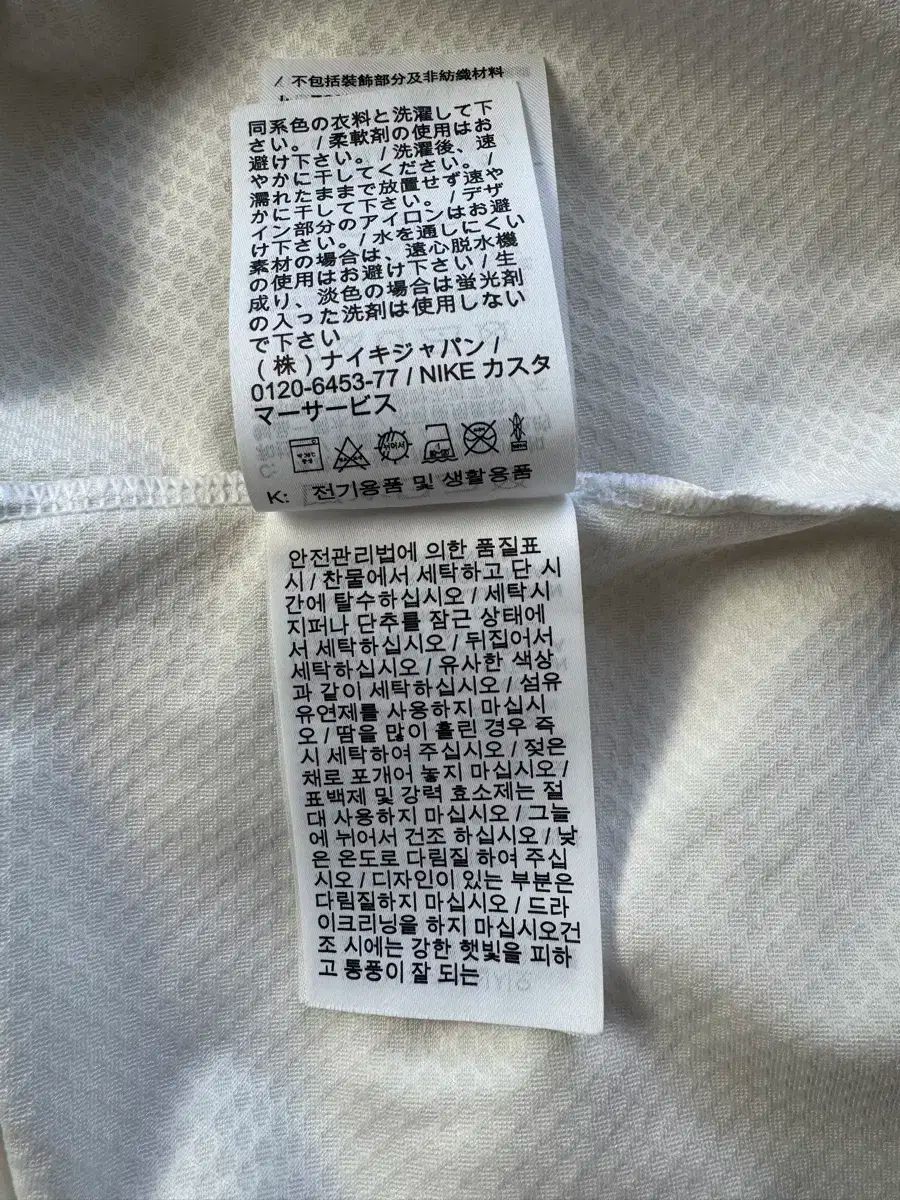 不包括裝飾部分及非紡織材料
同系色の衣料と洗濯して下
さい。 / 柔軟剤の使用はお
避け下さい。 / 洗濯後、速
やかに干してください。 /
濡れたままで放置せず速や
かに干して下さい。 / デザ
イン部分のアイロンはお避
け下さい。 / 水を通しにくい
素材の場合は、遠心脱水機
の使用はお避け下さい / 生
成り、淡色の場合は蛍光剤
の入った洗剤は使用しない
で下さい
(株) ナイキジャパン /
0120-6453-77 / NIKE カスタ
マーサービス
K: 전기용품 및 생활용품
안전관리법에 의한 품질표
시 / 찬물에서 세탁하고 단 시
간에 탈수하십시오 / 세탁시
지퍼나 단추를 잠근 상태에
서 세탁하십시오 / 뒤집어서
세탁하십시오 / 유사한 색상
과 같이 세탁하십시오 / 섬유
유연제를 사용하지 마십시
오 / 땀을 많이 흘린 경우 즉
시 세탁하여 주십시오 / 젖은
채로 포개어 놓지 마십시오 /
표백제 및 강력 효소제는 절
대 사용하지 마십시오 / 그늘
에 뉘어서 건조 하십시오 / 낮
은 온도로 다림질 하여 주십
시오 / 디자인이 있는 부분은
다림질하지 마십시오 / 드라
이크리닝을 하지 마십시오건
조 시에는 강한 햇빛을 피하
고 통풍이 잘 되는